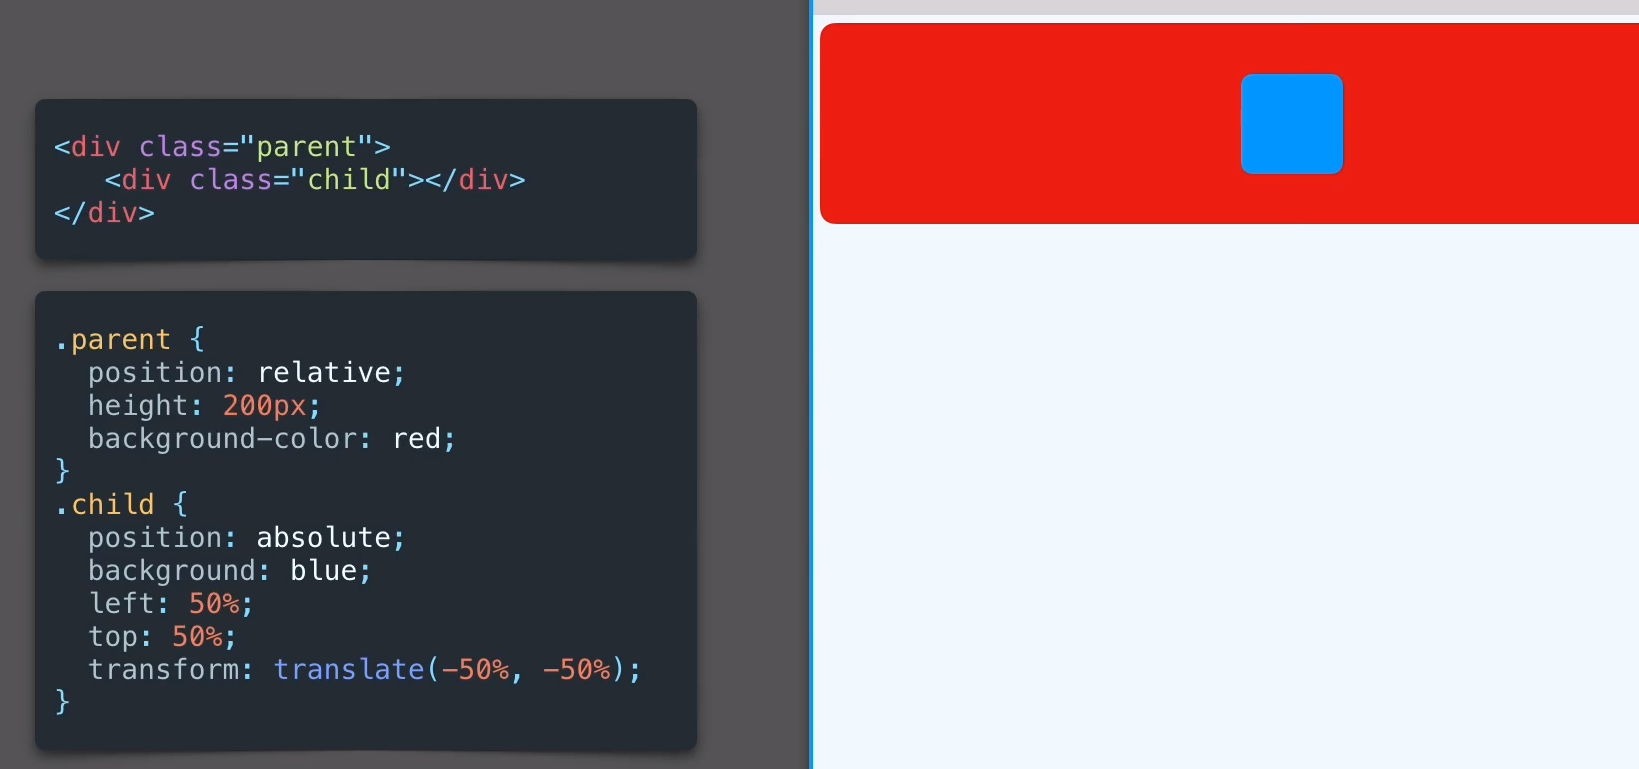 <div class="parent">
<div class="child"></div>
</div>
.parent {
position: relative;
height: 200px;
background-color: red;
}
.child {
position: absolute;
background: blue;
left: 50%;
top: 50%;
transform: translate(-50%, -50%);
}